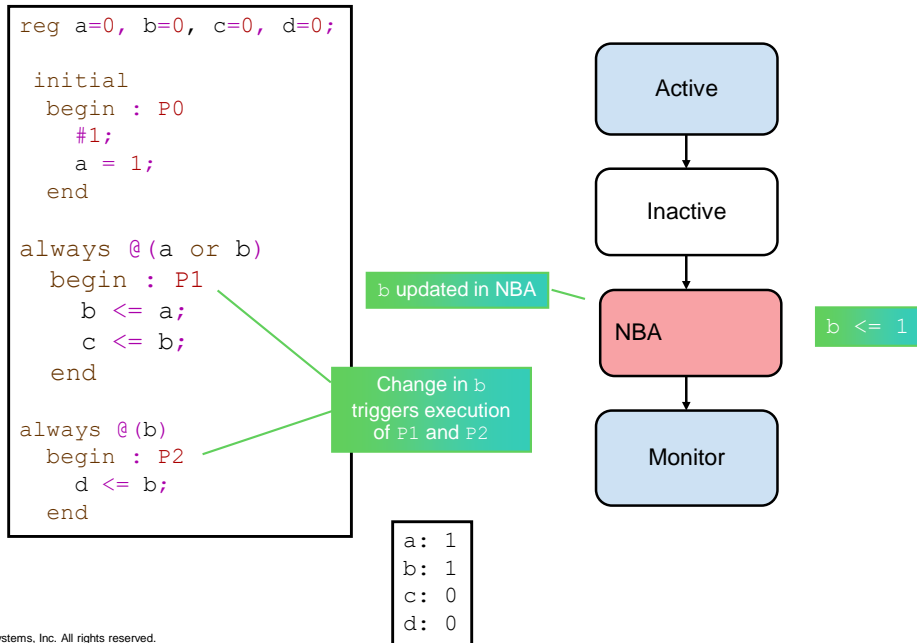 reg a=0, b=0, c=0, d=0;
initial
begin : P0
#1;
a = 1;
end
always @(a or b)
begin : P1
b <= a;
c <= b;
end
always @(b)
begin : P2
d <= b;
end
b updated in NBA
Change in b
triggers execution
of P1 and P2
Active
Inactive
NBA
Monitor
b <= 1
a: 1
b: 1
c: 0
d: 0
ystems, Inc. All rights reserved.